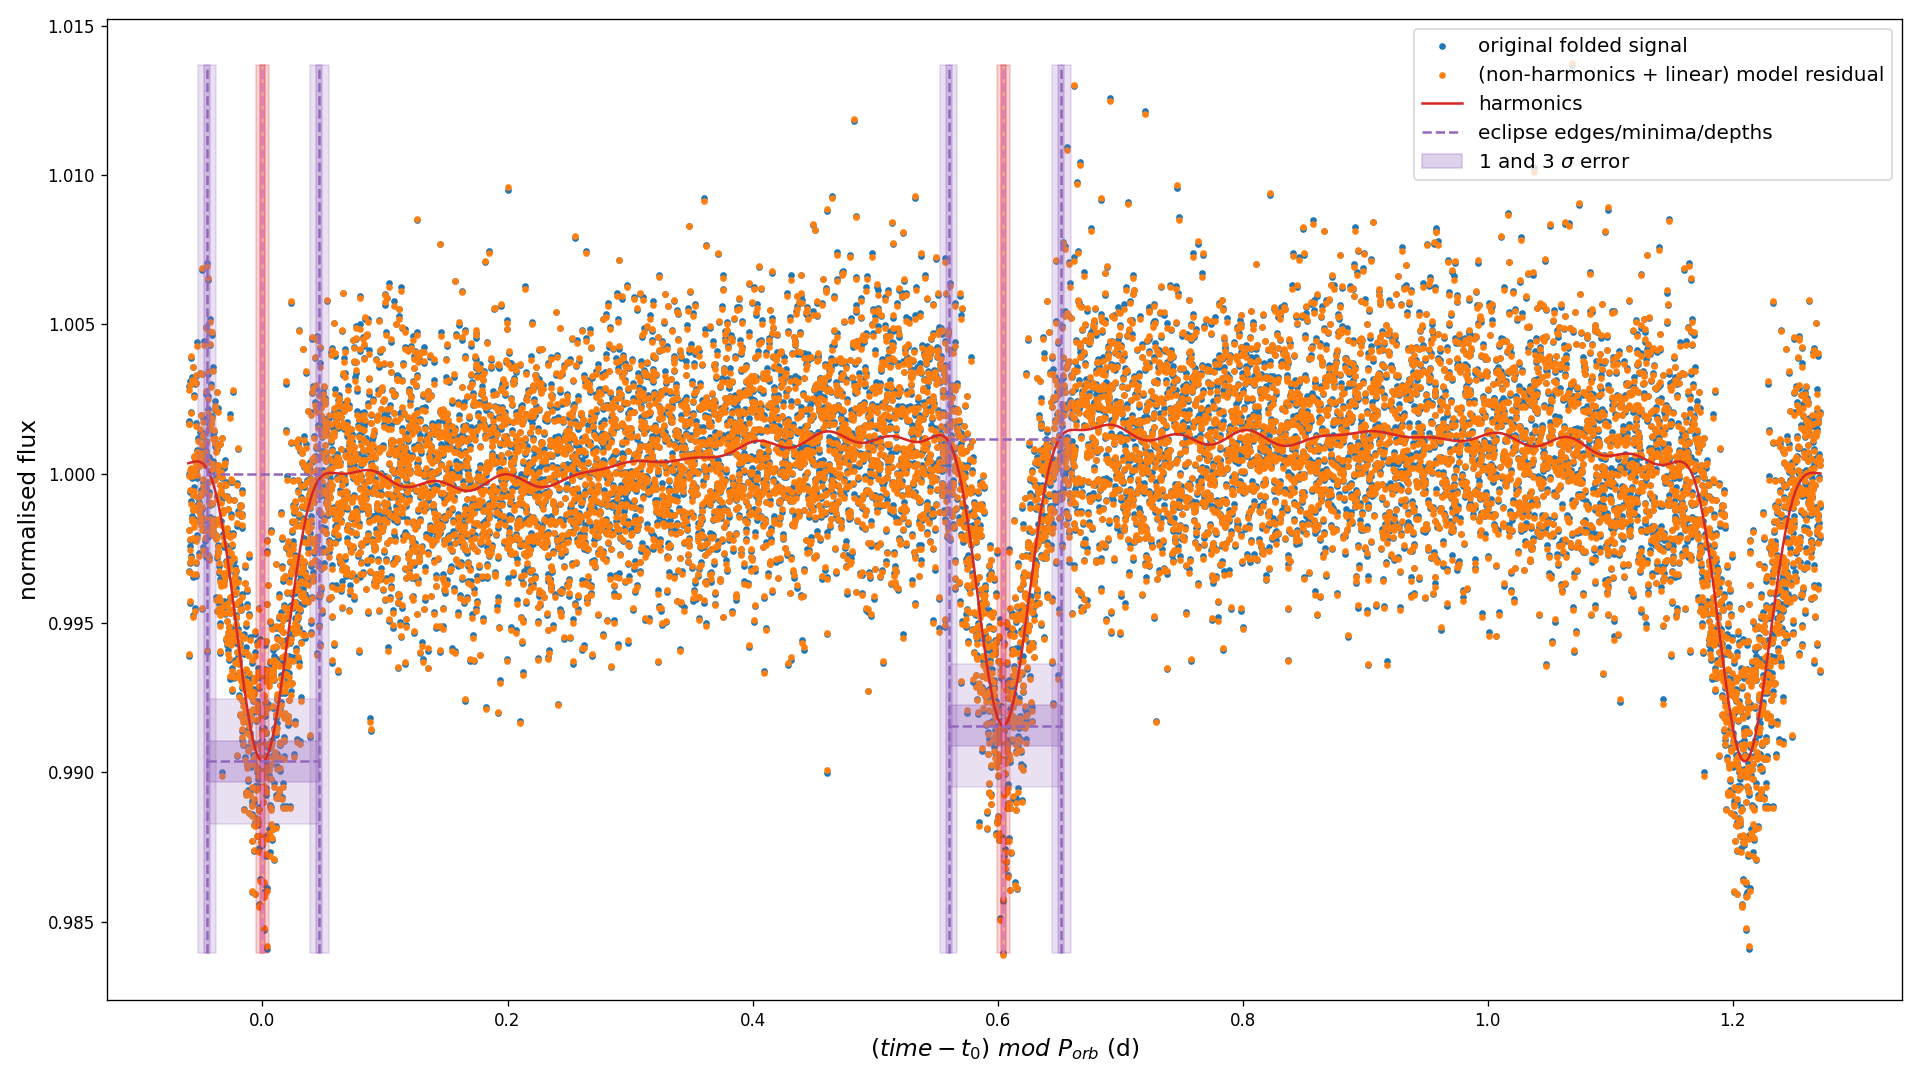 original folded signal
(non-harmonics + linear) model residual
harmonics
eclipse edges/minima/depths
1 and 3 σ error
normalised flux
1.015
1.010
1.005
1.000
0.995
0.990
0.985
0.0 0.2 0.4 0.6 0.8 1.0 1.2
(time − t₀) mod Pₒᵣb (d)